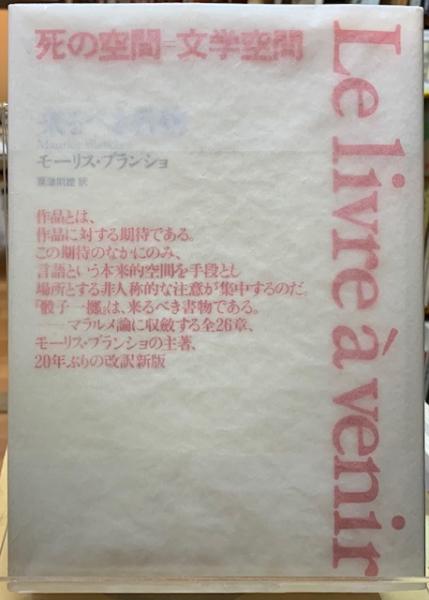 死の空間=文学空間
Maurice
モーリス・ブランショ
粟津則雄 訳
作品とは、
作品に対する期待である。
この期待のなかにのみ、
言語という本来的空間を手段とし
場所とする非人称的な注意が集中するのだ。
『骰子一擲』は、来るべき書物である。
――マラルメ論に収斂する全26章、
モーリス・ブランショの主著、
20年ぶりの改訳新版
Le livre à venir